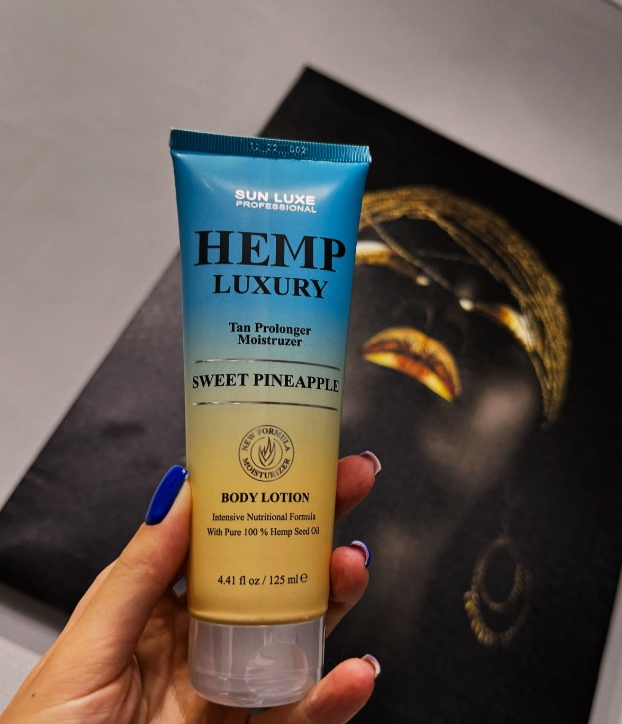 SUN LUXE
PROFESSIONAL
HEMP
LUXURY
Tan Prolonger
Moistruzer
SWEET PINEAPPLE
NEW FORMULA
MOISTURIZER
BODY LOTION
Intensive Nutritional Formula
With Pure 100 % Hemp Seed Oil
4.41 fl oz / 125 ml ℮